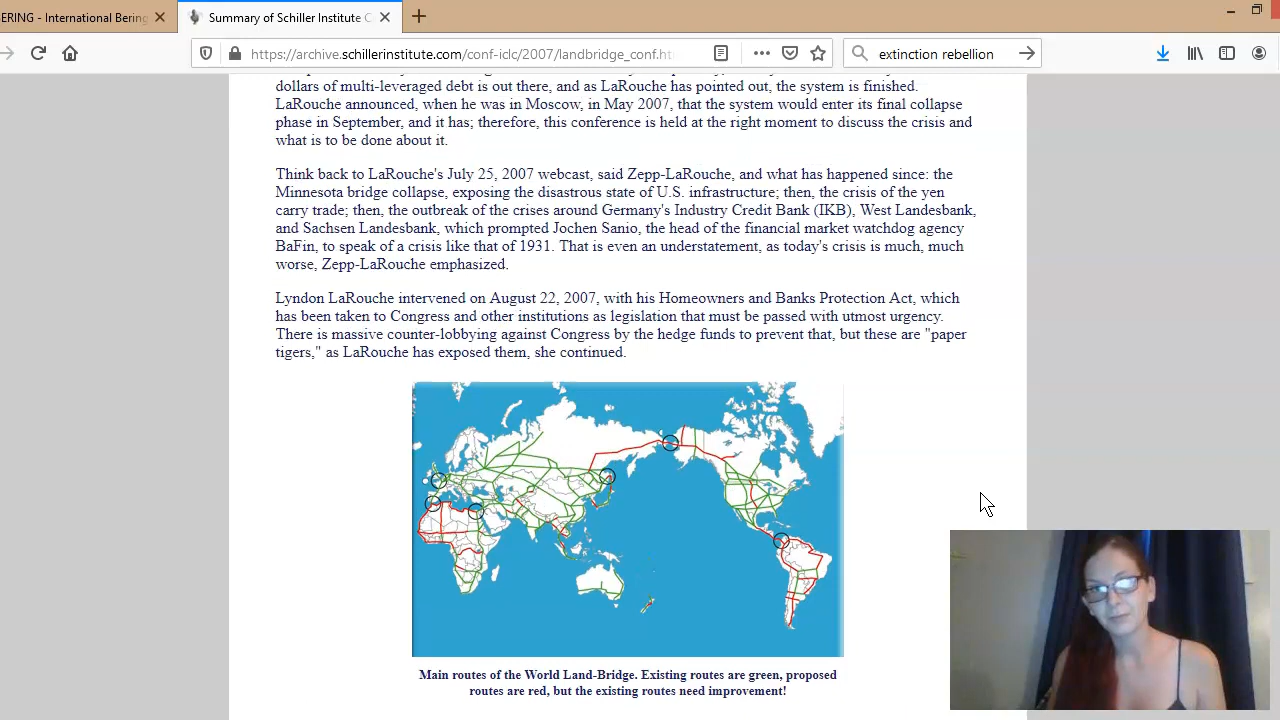 ERING - International Bering
Summary of Schiller Institute C
https://archive.schillerinstitute.com/conf-iclc/2007/landbridge_conf.ht
extinction rebellion
dollars of multi-leveraged debt is out there, and as LaRouche has pointed out, the system is finished.
LaRouche announced, when he was in Moscow, in May 2007, that the system would enter its final collapse
phase in September, and it has; therefore, this conference is held at the right moment to discuss the crisis and
what is to be done about it.
Think back to LaRouche's July 25, 2007 webcast, said Zepp-LaRouche, and what has happened since: the
Minnesota bridge collapse, exposing the disastrous state of U.S. infrastructure; then, the crisis of the yen
carry trade; then, the outbreak of the crises around Germany's Industry Credit Bank (IKB), West Landesbank,
and Sachsen Landesbank, which prompted Jochen Sanio, the head of the financial market watchdog agency
BaFin, to speak of a crisis like that of 1931. That is even an understatement, as today's crisis is much, much
worse, Zepp-LaRouche emphasized.
Lyndon LaRouche intervened on August 22, 2007, with his Homeowners and Banks Protection Act, which
has been taken to Congress and other institutions as legislation that must be passed with utmost urgency.
There is massive counter-lobbying against Congress by the hedge funds to prevent that, but these are "paper
tigers," as LaRouche has exposed them, she continued.
Main routes of the World Land-Bridge. Existing routes are green, proposed
routes are red, but the existing routes need improvement!